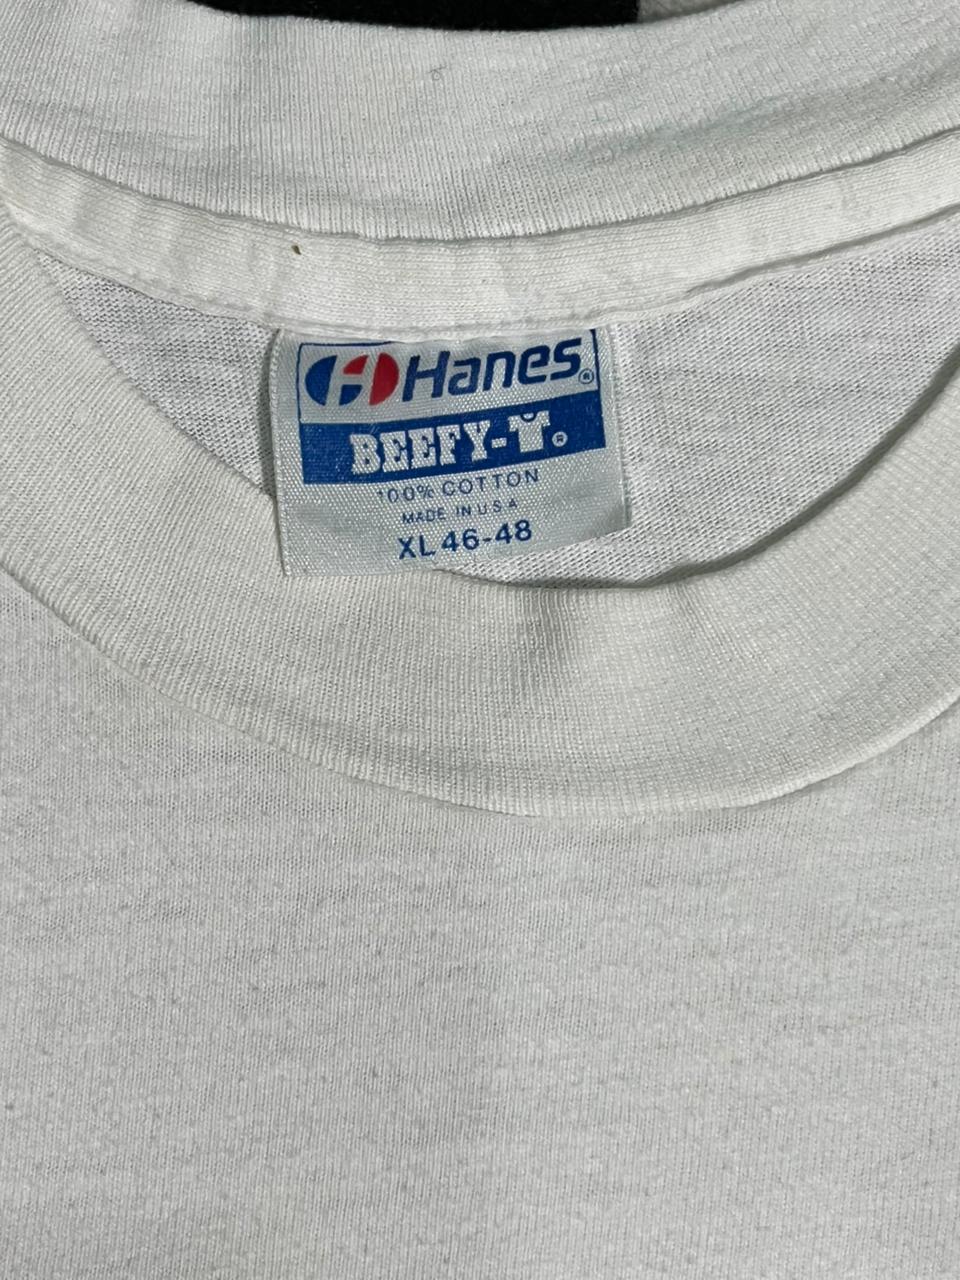 Hanes®
BEEFY-T®
100% COTTON
MADE IN U S A
XL 46-48